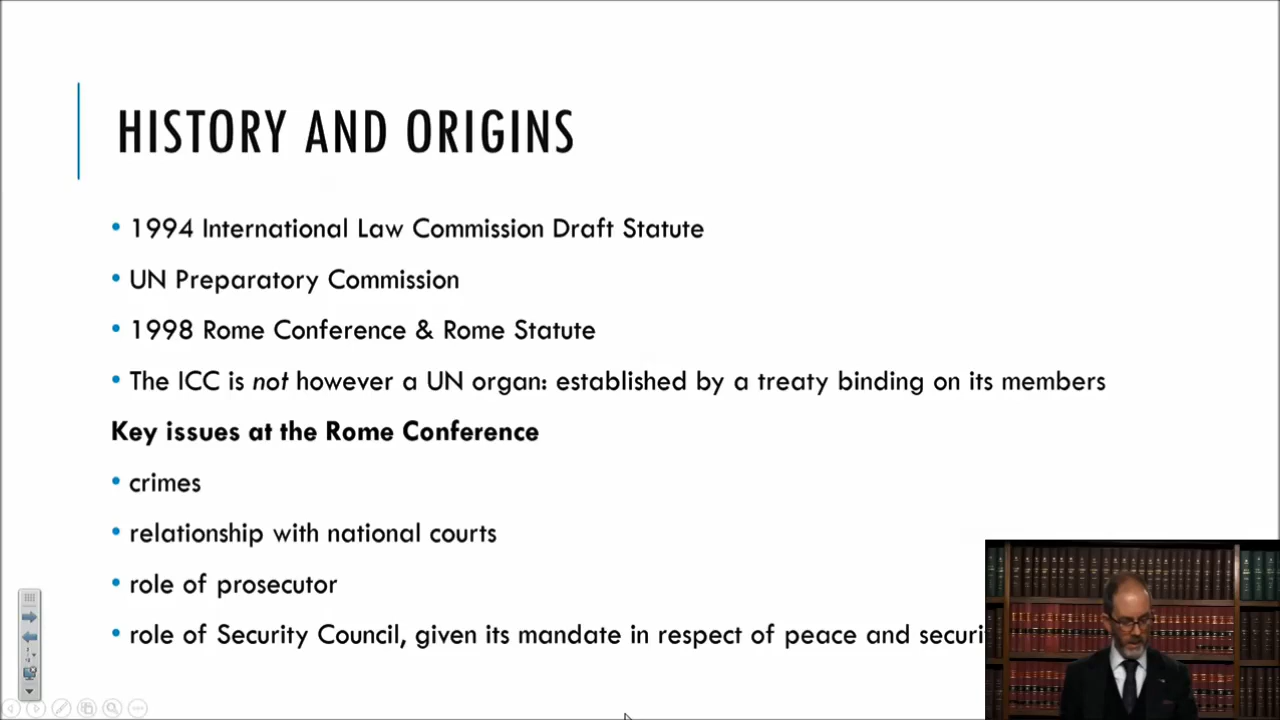 HISTORY AND ORIGINS
• 1994 International Law Commission Draft Statute
• UN Preparatory Commission
• 1998 Rome Conference & Rome Statute
• The ICC is not however a UN organ: established by a treaty binding on its members
Key issues at the Rome Conference
• crimes
• relationship with national courts
• role of prosecutor
• role of Security Council, given its mandate in respect of peace and securi